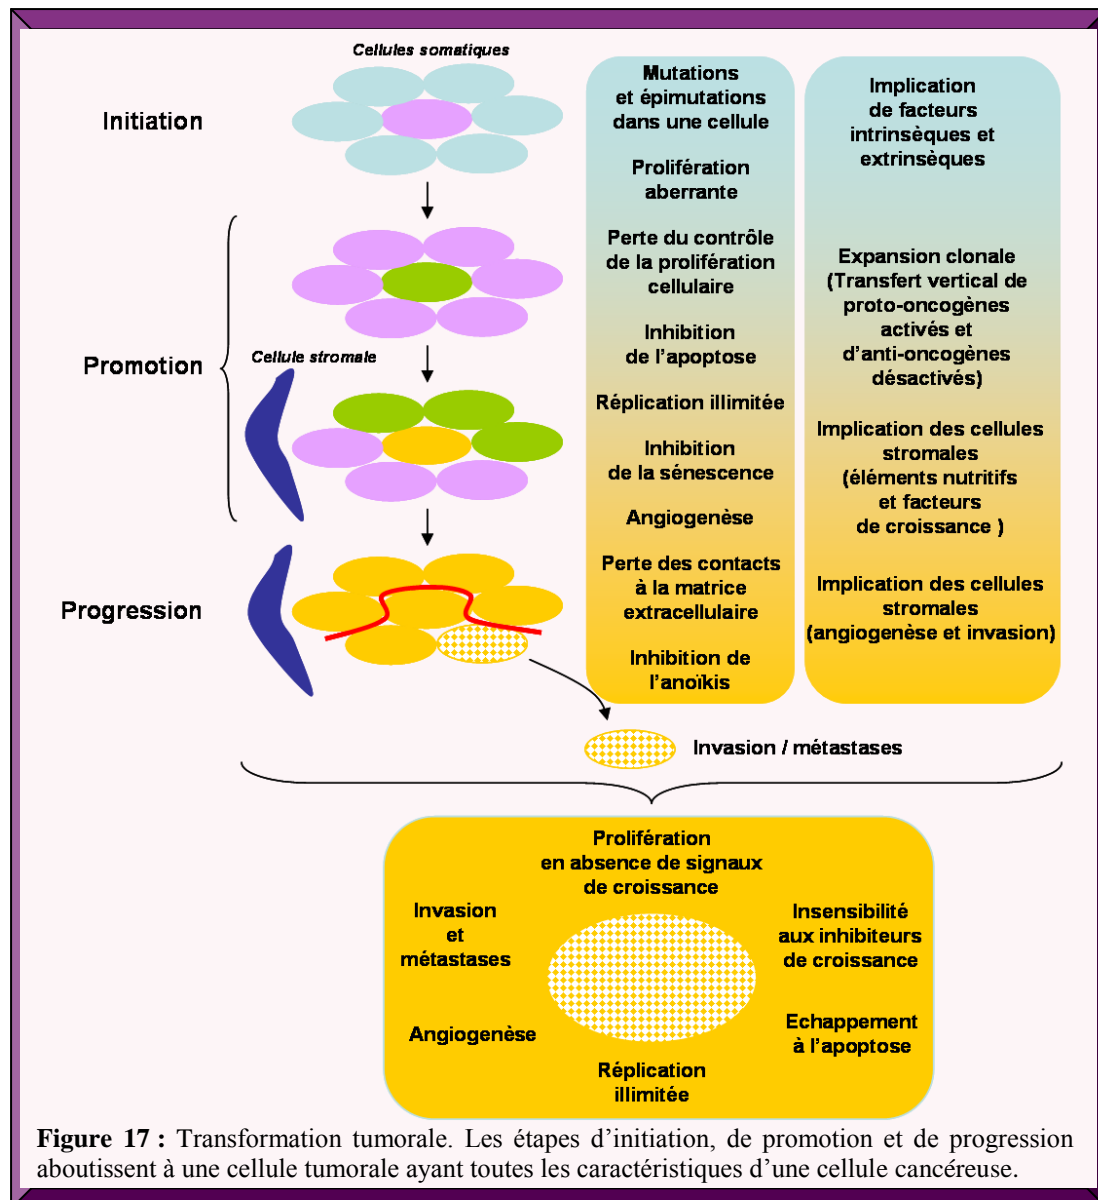 Cellules somatiques
Initiation
Promotion
Cellule stromale
Progression
Mutations
et épimutations
dans une cellule
Prolifération
aberrante
Perte du contrôle
de la prolifération
cellulaire
Inhibition
de l'apoptose
Réplication illimitée
Inhibition
de la sénescence
Angiogenèse
Perte des contacts
à la matrice
extracellulaire
Inhibition de
l'anoïkis
Implication
de facteurs
intrinsèques et
extrinsèques
Expansion clonale
(Transfert vertical de
proto-oncogènes
activés et
d'anti-oncogènes
désactivés)
Implication des cellules
stromales
(éléments nutritifs
et facteurs
de croissance )
Implication des cellules
stromales
(angiogenèse et invasion)
Invasion / métastases
Prolifération
en absence de signaux
de croissance
Invasion
et
métastases
Insensibilité
aux inhibiteurs
de croissance
Angiogenèse
Echappement
à l'apoptose
Réplication
illimitée
Figure 17 : Transformation tumorale. Les étapes d'initiation, de promotion et de progression
aboutissent à une cellule tumorale ayant toutes les caractéristiques d'une cellule cancéreuse.